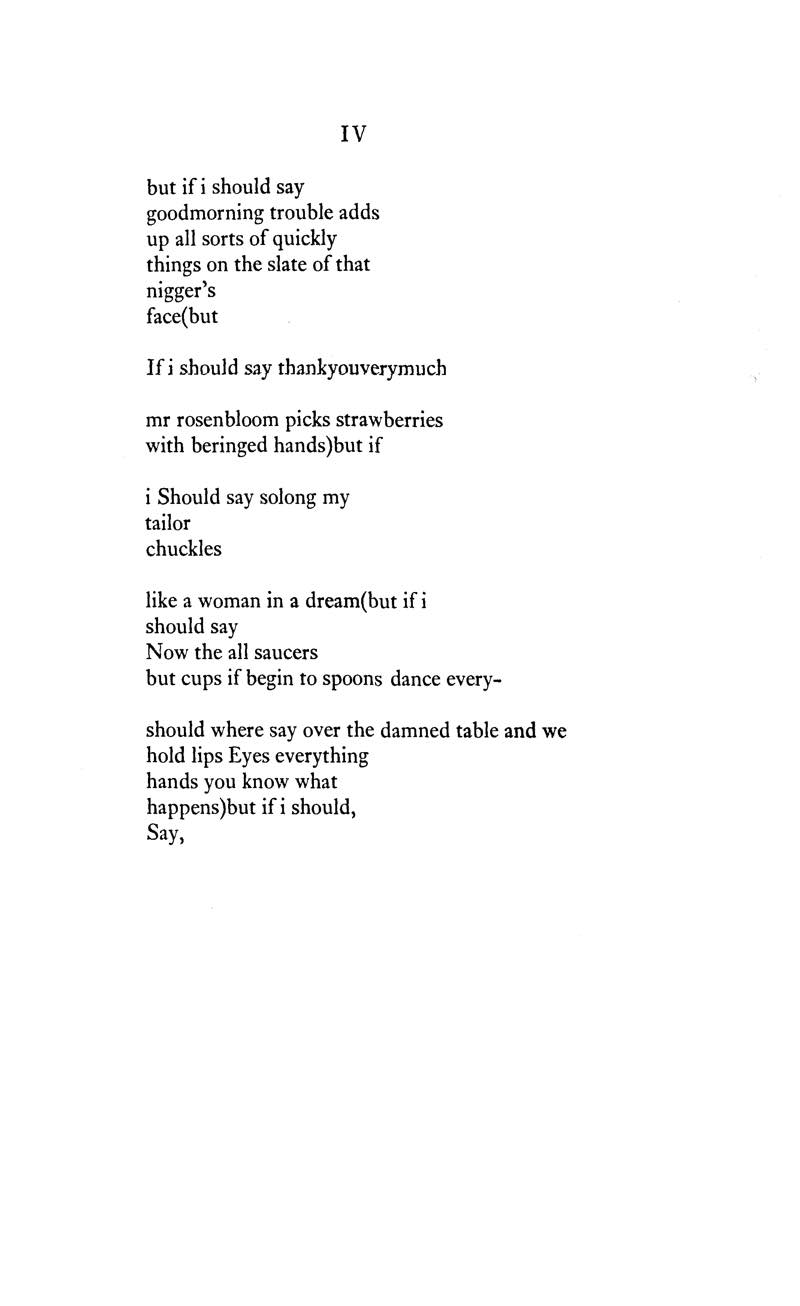 IV
but if i should say
goodmorning trouble adds
up all sorts of quickly
things on the slate of that
nigger's
face(but
If i should say thankyouverymuch
mr rosenbloom picks strawberries
with beringed hands)but if
i Should say solong my
tailor
chuckles
like a woman in a dream(but if i
should say
Now the all saucers
but cups if begin to spoons dance every-
should where say over the damned table and we
hold lips Eyes everything
hands you know what
happens)but if i should,
Say,